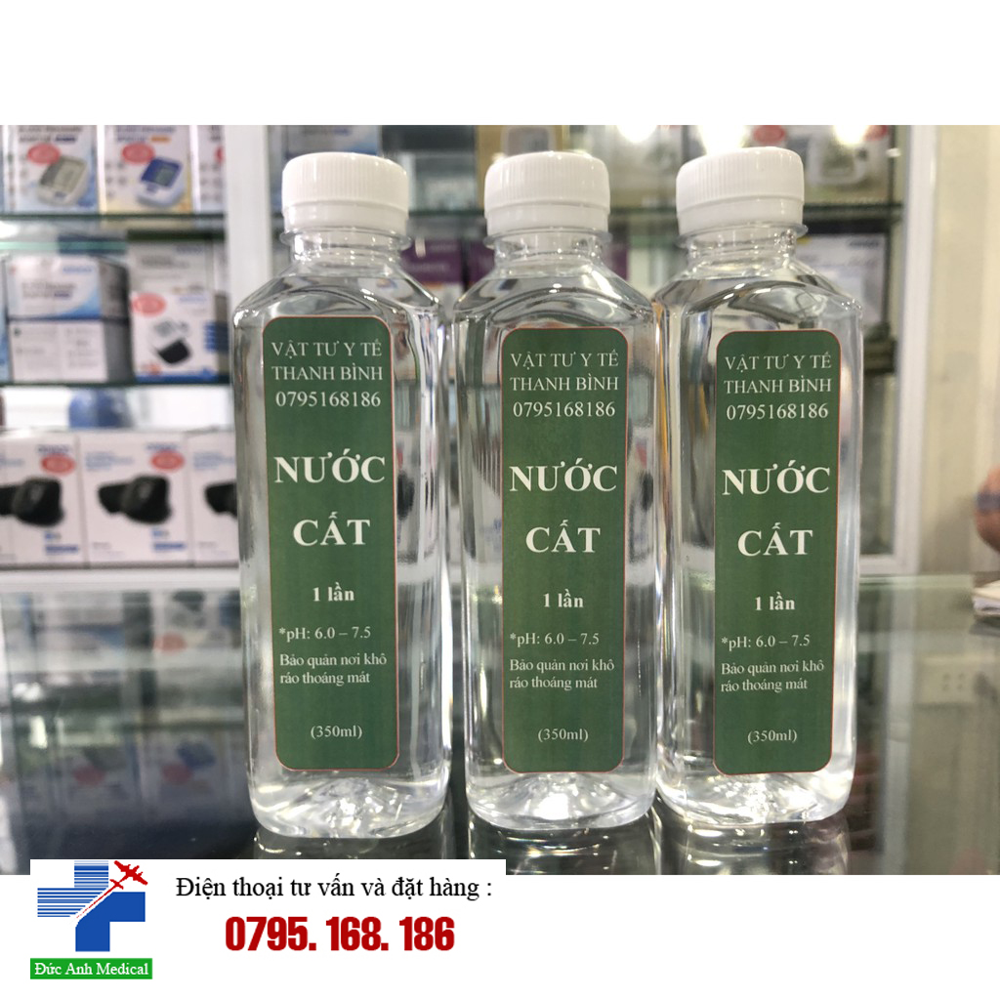 VẬT TƯ Y TẾ
THANH BÌNH
0795168186
NƯỚC
CẤT
1 lần
*pH: 6.0 – 7.5
Bảo quản nơi khô
ráo thoáng mát
(350ml)
VẬT TƯ Y TẾ
THANH BÌNH
0795168186
NƯỚC
CẤT
1 lần
*pH: 6.0 – 7.5
Bảo quản nơi khô
ráo thoáng mát
(350ml)
VẬT TƯ Y TẾ
THANH BÌNH
0795168186
NƯỚC
CẤT
1 lần
*pH: 6.0 – 7.5
Bảo quản nơi khô
ráo thoáng mát
(350ml)
Điện thoại tư vấn và đặt hàng :
0795. 168. 186
Đức Anh Medical